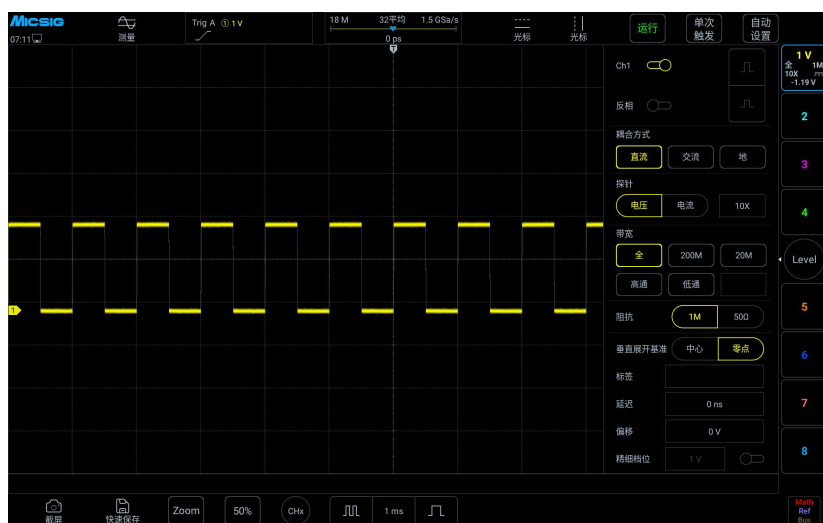 Micsig
07:11
测量
Trig A ① 1 V
18 M 32平均 1.5 GSa/s
0 ps
T
光标
光标
运行
单次
触发
自动
设置
Ch1
反相
耦合方式
直流 交流 地
探针
电压 电流 10X
带宽
全 200M 20M
高通 低通
阻抗 1M 50Ω
垂直展开基准 中心 零点
标签
延迟 0 ns
偏移 0 V
精细档位 1 V
1
1 V
全 1M
10X
-1.19 V
2
3
4
Level
5
6
7
8
截屏
快速保存
Zoom
50%
CHx
1 ms
Math
Ref
Bus